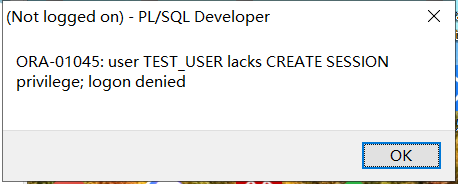 (Not logged on) - PL/SQL Developer
ORA-01045: user TEST_USER lacks CREATE SESSION
privilege; logon denied
OK